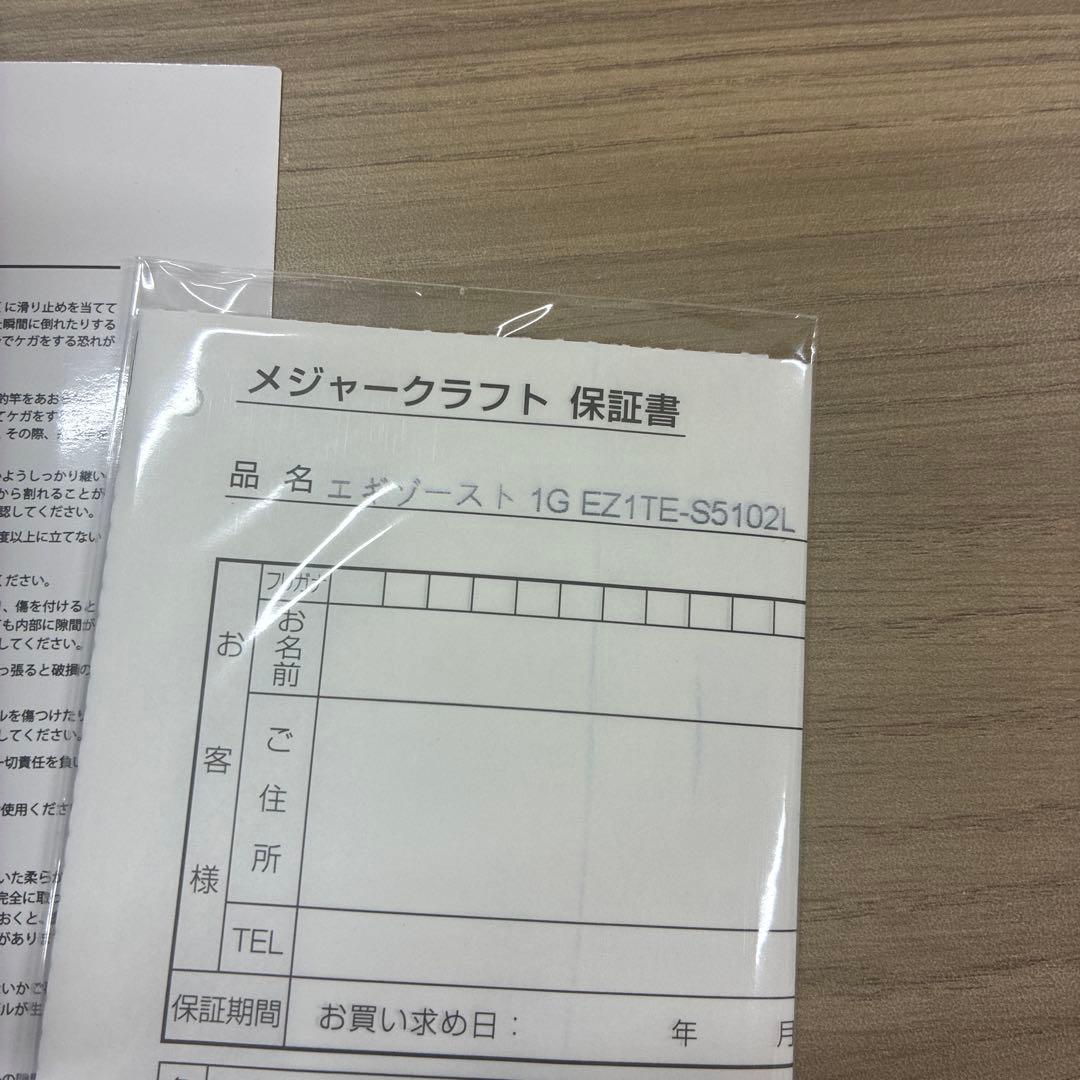 に滑り止めを当てて
瞬間に倒れたりする
でケガをする恐れが
釣竿をあお
てケガをす
その際、
ようしっかり継い
から割れることが
認してください。
度以上に立てない
ください。
、傷を付けると
も内部に隙間が
してください。
っ張ると破損の
ルを傷つけたり
してください。
一切責任を負い
使用くださ
いた柔らか
完全に取
おくと、
があります
いかご
ルが生
メジャークラフト 保証書
品 名 エギゾースト 1G EZ1TE-S5102L
お客様
フリガナ
お名前
ご住所
TEL
保証期間 お買い求め日: 年 月